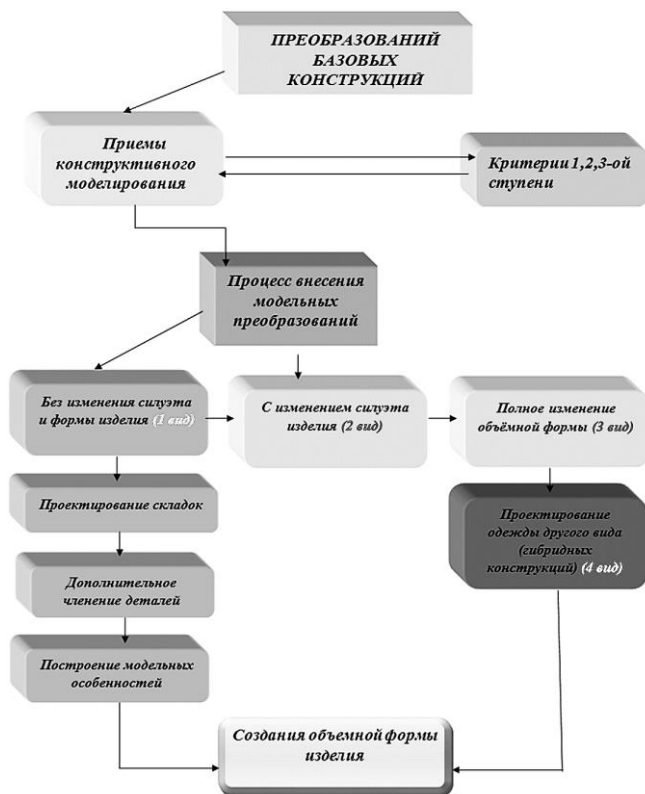 ПРЕОБРАЗОВАНИЙ
БАЗОВЫХ
КОНСТРУКЦИЙ
Приемы
конструктивного
моделирования
Критерии 1,2,3-ой
ступени
Процесс внесения
модельных
преобразований
Без изменения силуэта
и формы изделия (1 вид)
С изменением силуэта
изделия (2 вид)
Полное изменение
объёмной формы (3 вид)
Проектирование складок
Проектирование
одежды другого вида
(гибридных
конструкций) (4 вид)
Дополнительное
членение деталей
Построение модельных
особенностей
Создания объемной формы
изделия